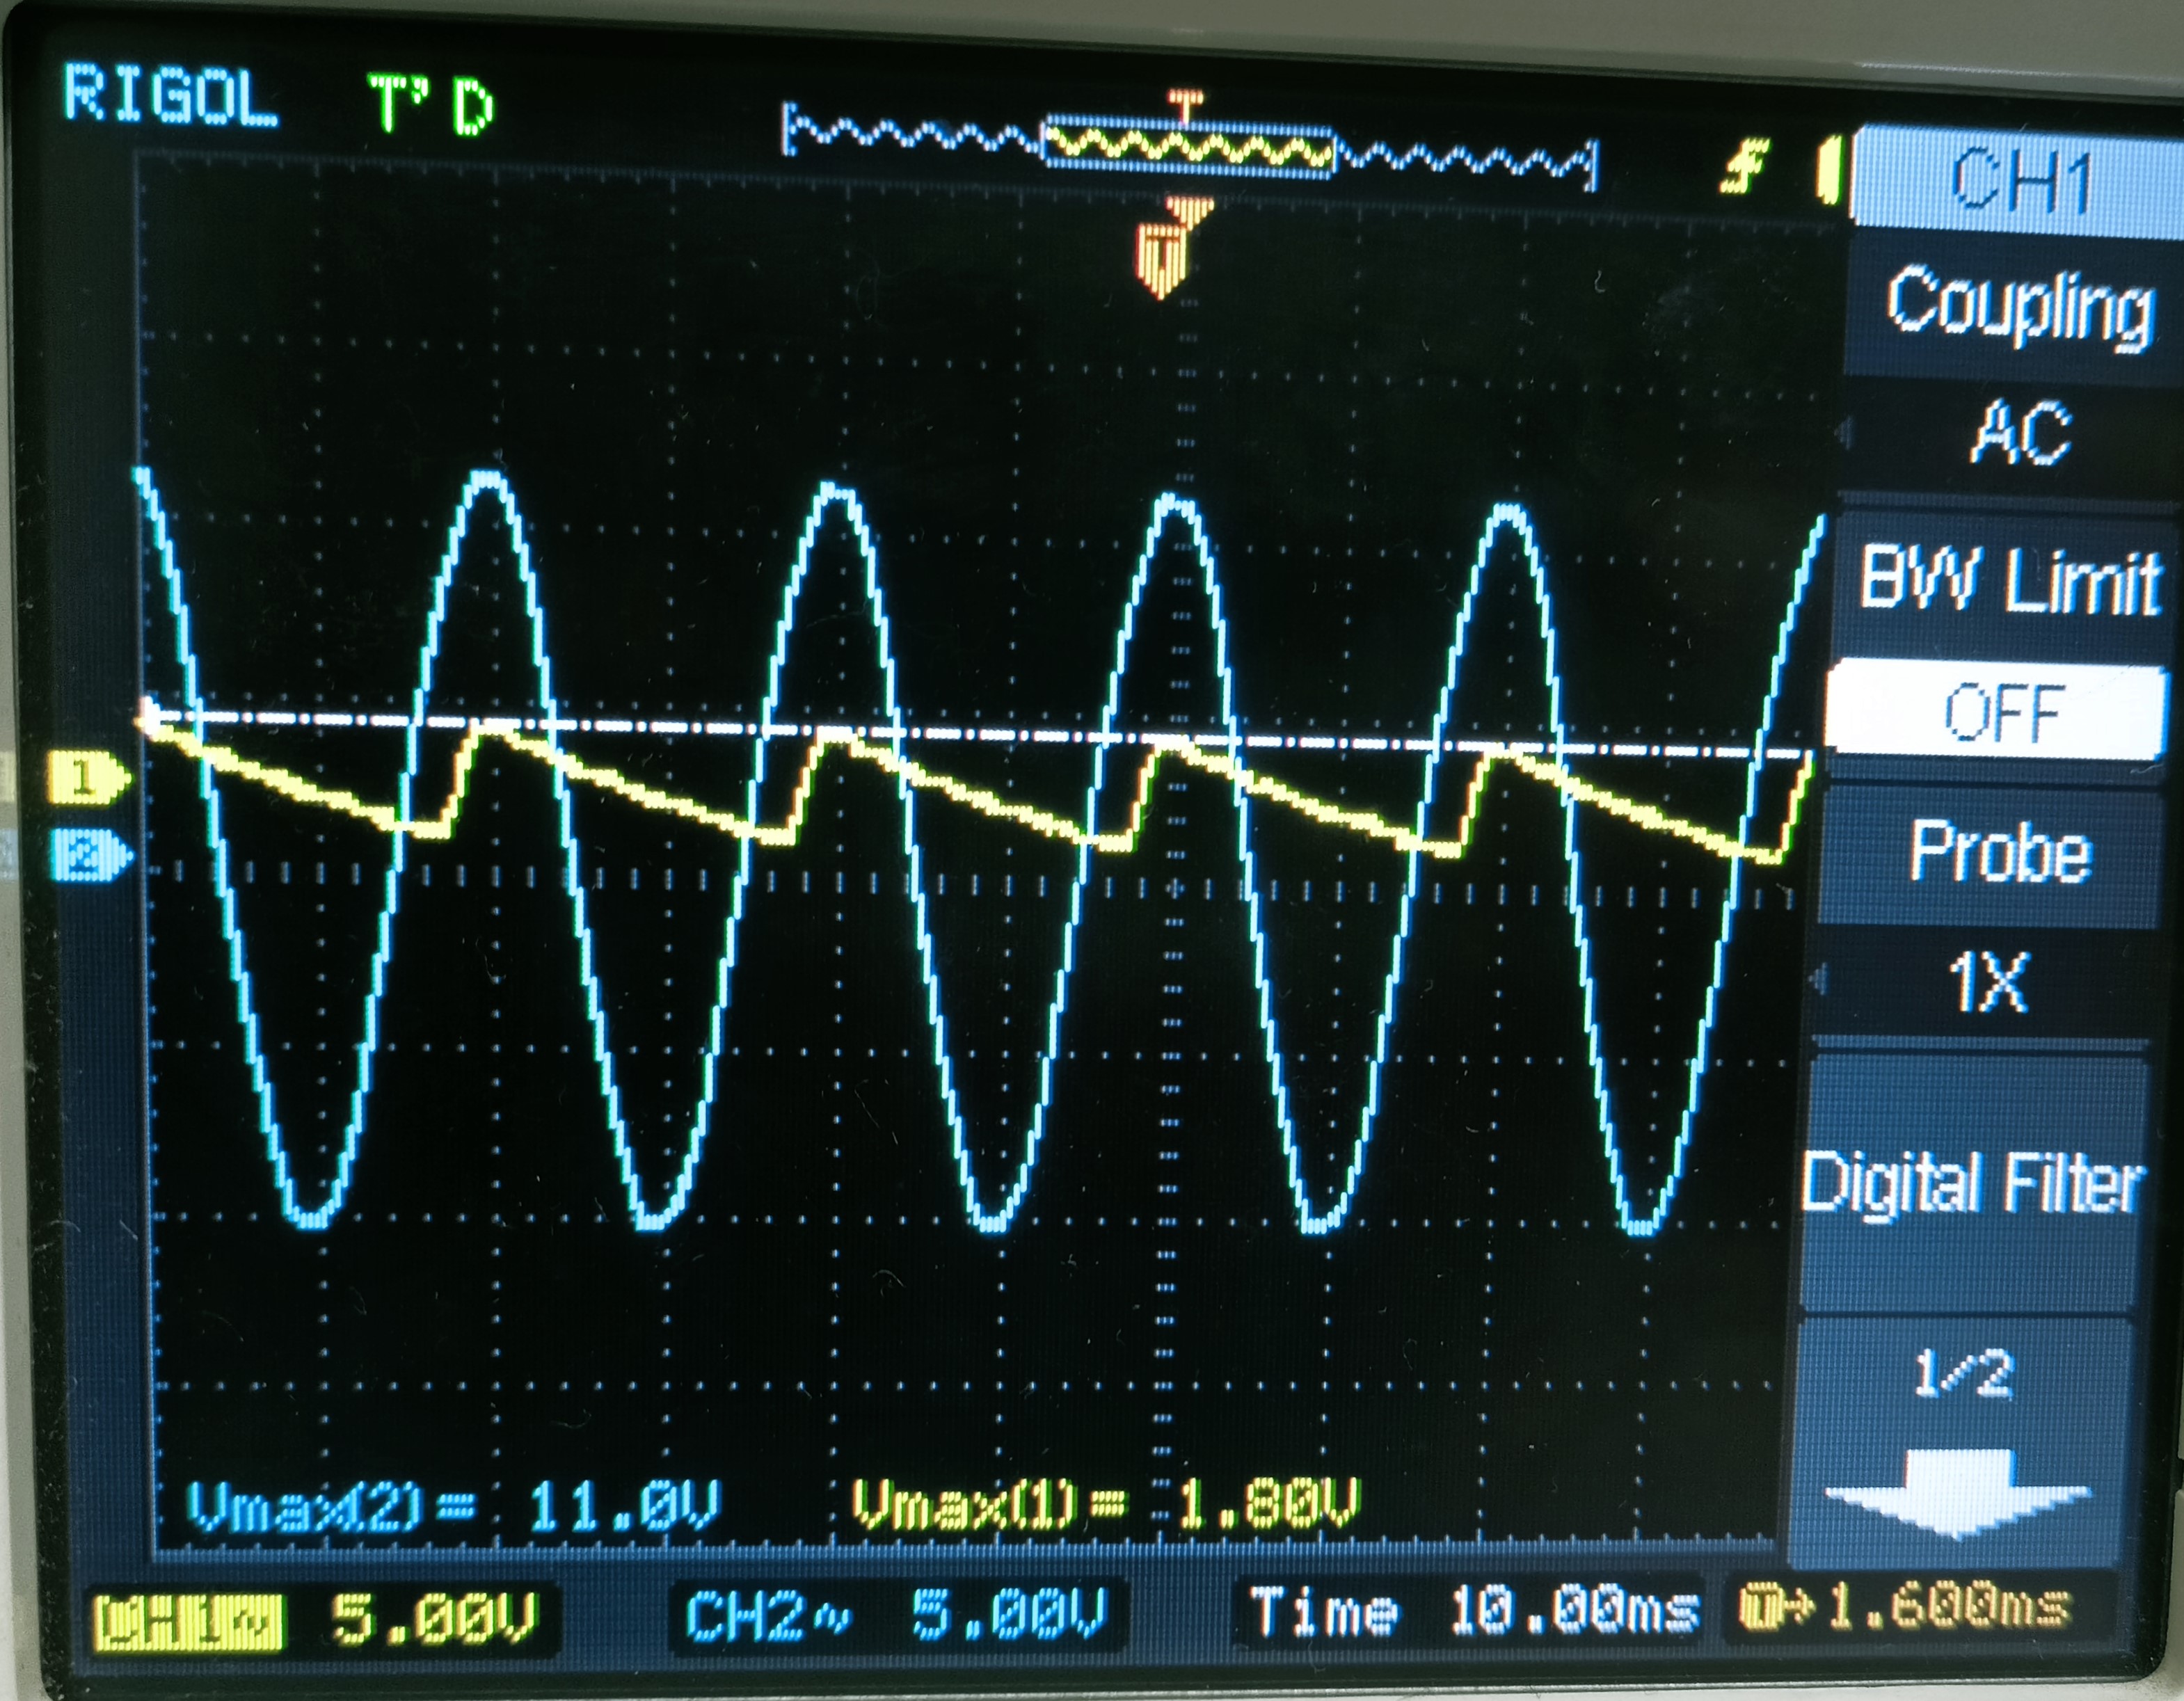 RIGOL T'D T
T
CH1
Coupling
AC
BW Limit
OFF
Probe
1X
Digital Filter
1/2
1
2
Vmax(2)= 11.0V Vmax(1)= 1.80V
CH1~ 5.00V CH2~ 5.00V Time 10.00ms T→1.600ms